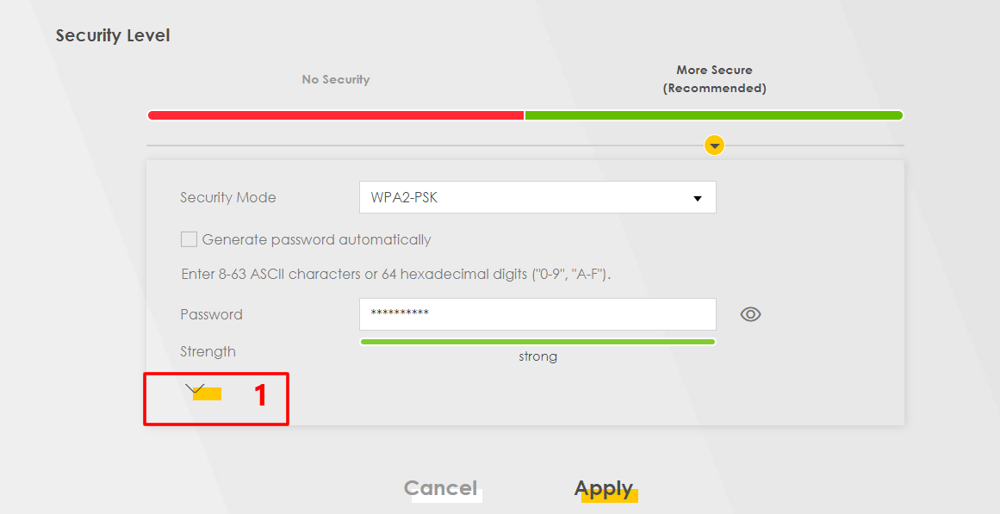 Security Level
No Security
More Secure
(Recommended)
Security Mode
WPA2-PSK
Generate password automatically
Enter 8-63 ASCII characters or 64 hexadecimal digits ("0-9", "A-F").
Password
**********
Strength
strong
1
Cancel
Apply